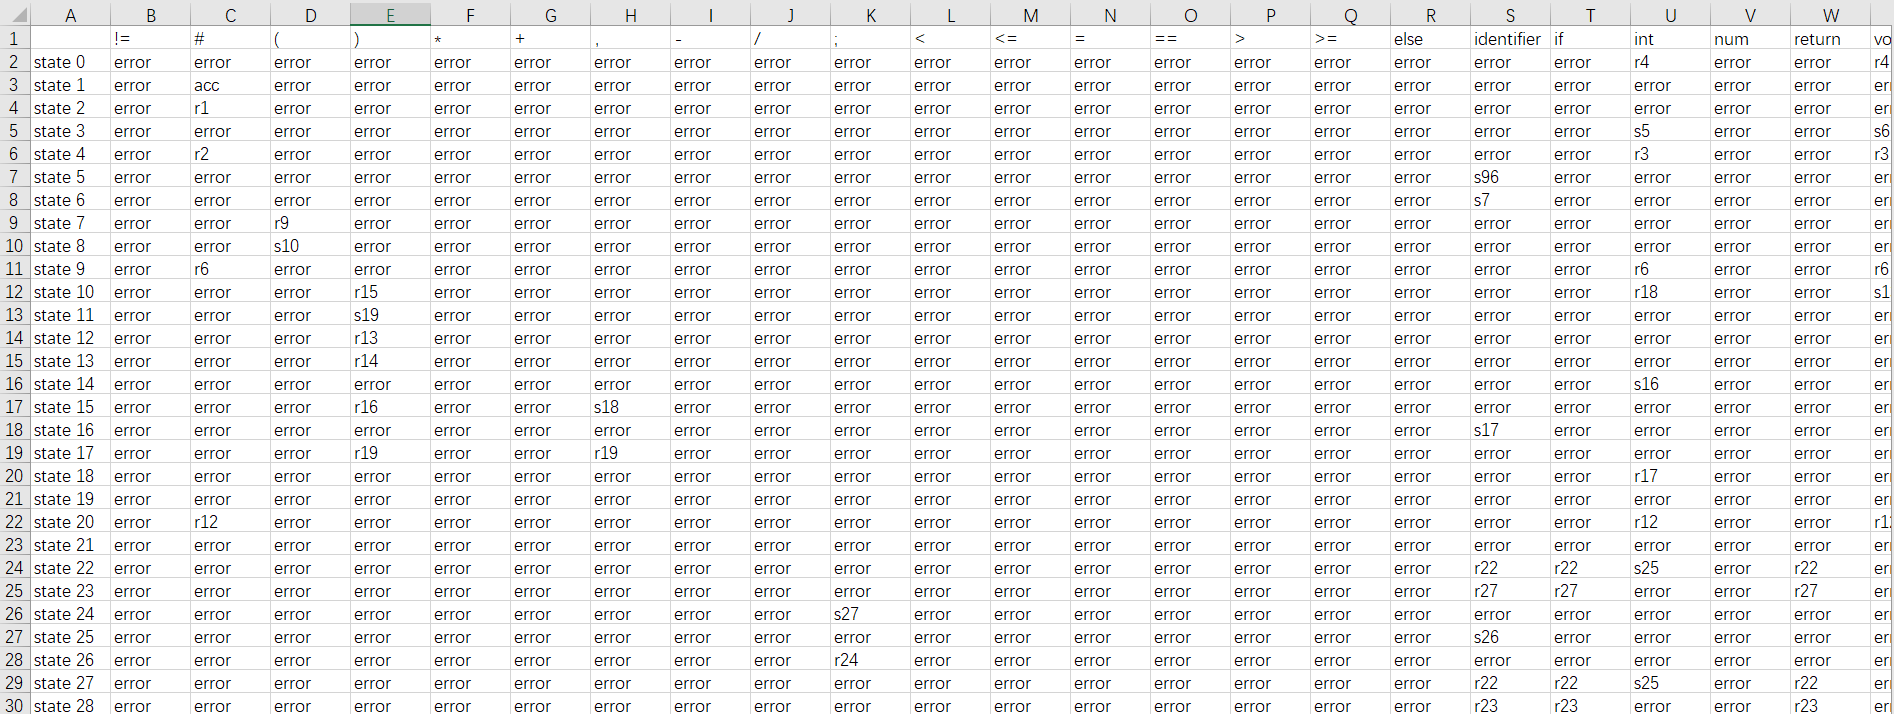 A B C D E F G H I J K L M N O P Q R S T U V W
1 != # ( ) * + , - / ; < <= = == > >= else identifier if int num return vo
2 state 0 error error error error error error error error error error error error error error error error error error error r4 error error r4
3 state 1 error acc error error error error error error error error error error error error error error error error error error error error er
4 state 2 error r1 error error error error error error error error error error error error error error error error error error error error er
5 state 3 error error error error error error error error error error error error error error error error error error error s5 error error s6
6 state 4 error r2 error error error error error error error error error error error error error error error error error r3 error error r3
7 state 5 error error error error error error error error error error error error error error error error error s96 error error error error er
8 state 6 error error error error error error error error error error error error error error error error error s7 error error error error er
9 state 7 error error r9 error error error error error error error error error error error error error error error error error error error er
10 state 8 error error s10 error error error error error error error error error error error error error error error error error error error er
11 state 9 error r6 error error error error error error error error error error error error error error error error error r6 error error r6
12 state 10 error error error r15 error error error error error error error error error error error error error error error r18 error error s1
13 state 11 error error error s19 error error error error error error error error error error error error error error error error error error er
14 state 12 error error error r13 error error error error error error error error error error error error error error error error error error er
15 state 13 error error error r14 error error error error error error error error error error error error error error error error error error er
16 state 14 error error error error error error error error error error error error error error error error error error error s16 error error er
17 state 15 error error error r16 error error s18 error error error error error error error error error error error error error error error er
18 state 16 error error error error error error error error error error error error error error error error error s17 error error error error er
19 state 17 error error error r19 error error r19 error error error error error error error error error error error error error error error er
20 state 18 error error error error error error error error error error error error error error error error error error error r17 error error er
21 state 19 error error error error error error error error error error error error error error error error error error error error error error er
22 state 20 error r12 error error error error error error error error error error error error error error error error error r12 error error r1
23 state 21 error error error error error error error error error error error error error error error error error error error error error error er
24 state 22 error error error error error error error error error error error error error error error error error r22 r22 s25 error r22 er
25 state 23 error error error error error error error error error error error error error error error error error r27 r27 error error r27 er
26 state 24 error error error error error error error error error s27 error error error error error error error error error error error error er
27 state 25 error error error error error error error error error error error error error error error error error s26 error error error error er
28 state 26 error error error error error error error error error r24 error error error error error error error error error error error error er
29 state 27 error error error error error error error error error error error error error error error error error r22 r22 s25 error r22 er
30 state 28 error error error error error error error error error error error error error error error error error r23 r23 error error r23 er